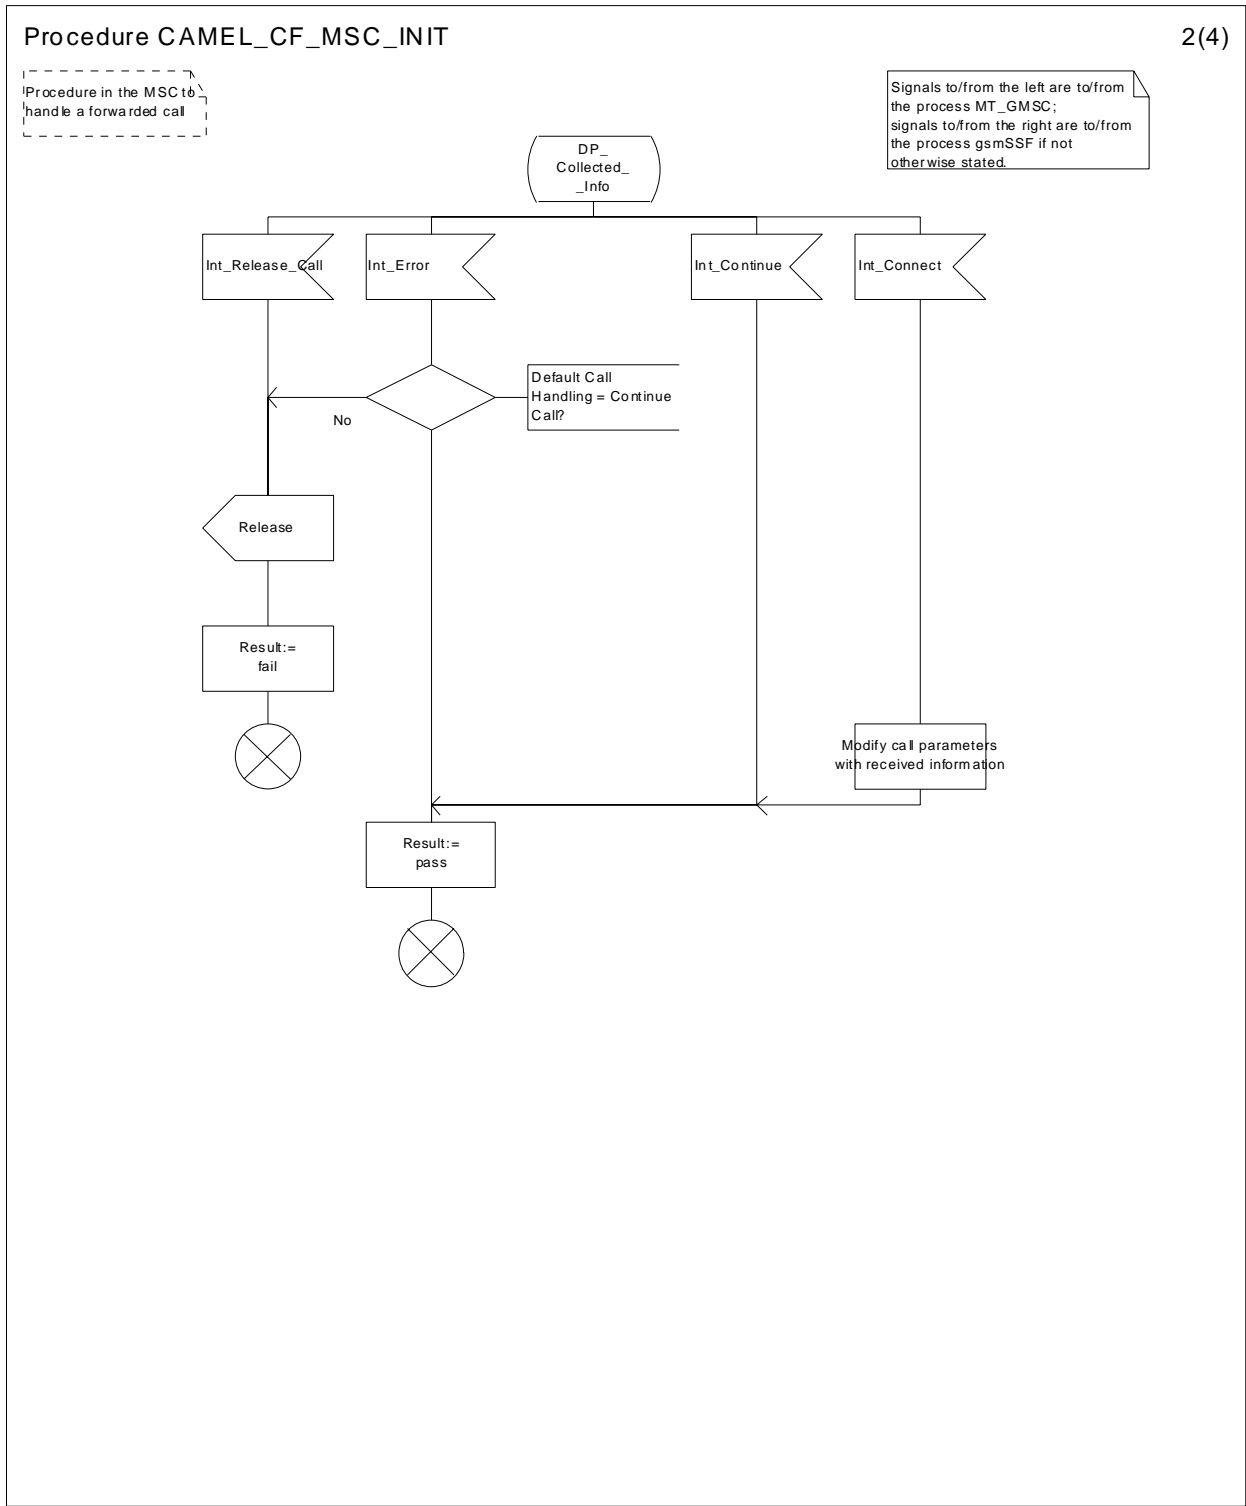 Procedure CAMEL_CF_MSC_INIT
2(4)
Procedure in the MSC to
handle a forwarded call
Signals to/from the left are to/from
the process MT_GMSC;
signals to/from the right are to/from
the process gsmSSF if not
otherwise stated.
DP_
Collected_
_Info
Int_Release_Call
Int_Error
Int_Continue
Int_Connect
Default Call
Handling = Continue
Call?
No
Release
Result:=
fail
Modify call parameters
with received information
Result:=
pass